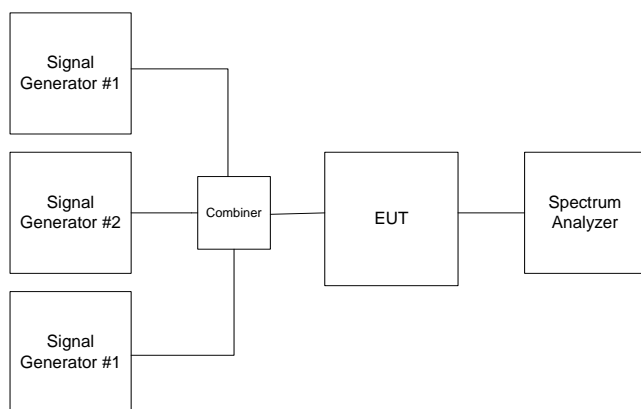 Signal
Generator #1
Signal
Generator #2
Combiner
EUT
Spectrum
Analyzer
Signal
Generator #1